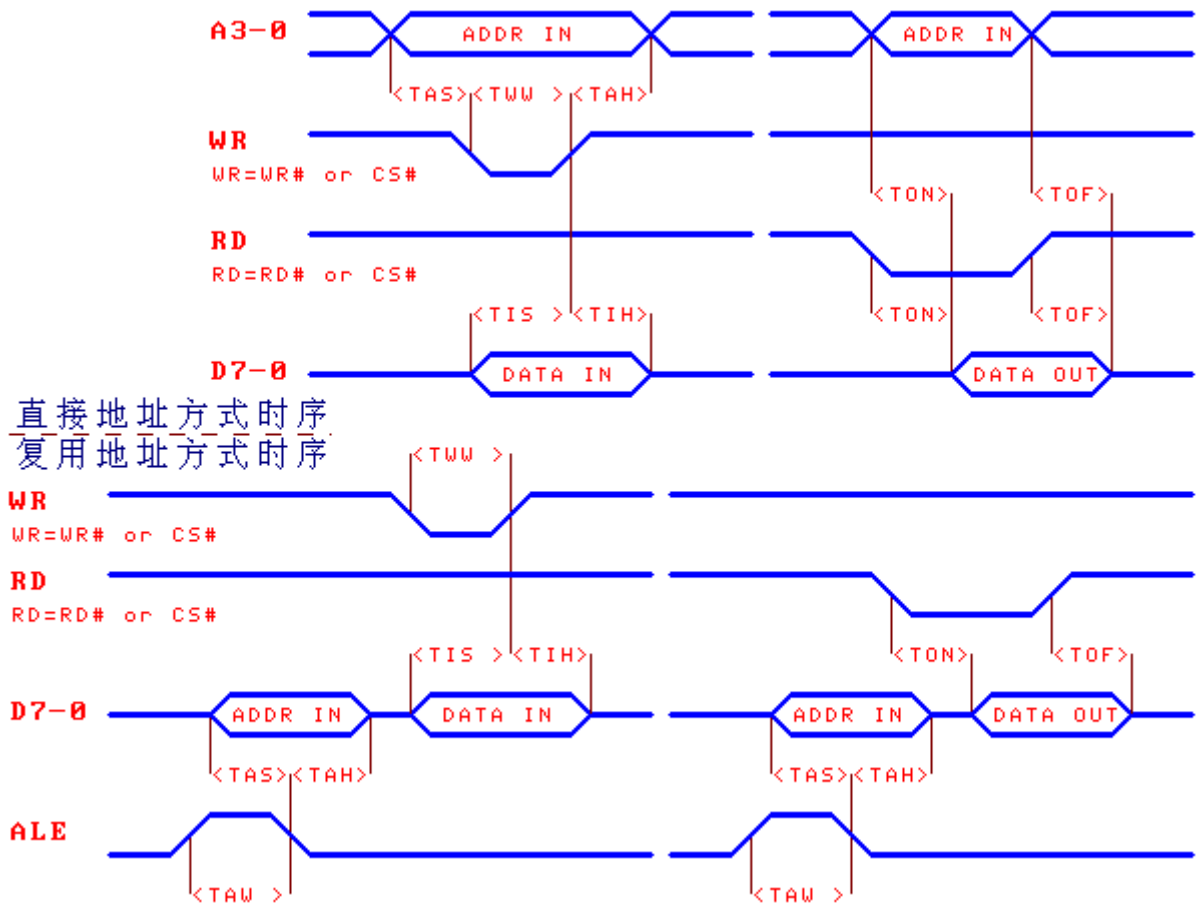 A3-0 ADDR IN ADDR IN
<TAS><TWW ><TAH>
WR
WR=WR# or CS#
<TON> <TOF>
RD
RD=RD# or CS#
<TIS ><TIH> <TON> <TOF>
D7-0 DATA IN DATA OUT
直接地址方式时序
复用地址方式时序
<TWW >
WR
WR=WR# or CS#
RD
RD=RD# or CS#
<TIS ><TIH> <TON> <TOF>
D7-0 ADDR IN DATA IN ADDR IN DATA OUT
<TAS><TAH> <TAS><TAH>
ALE
<TAW > <TAW >